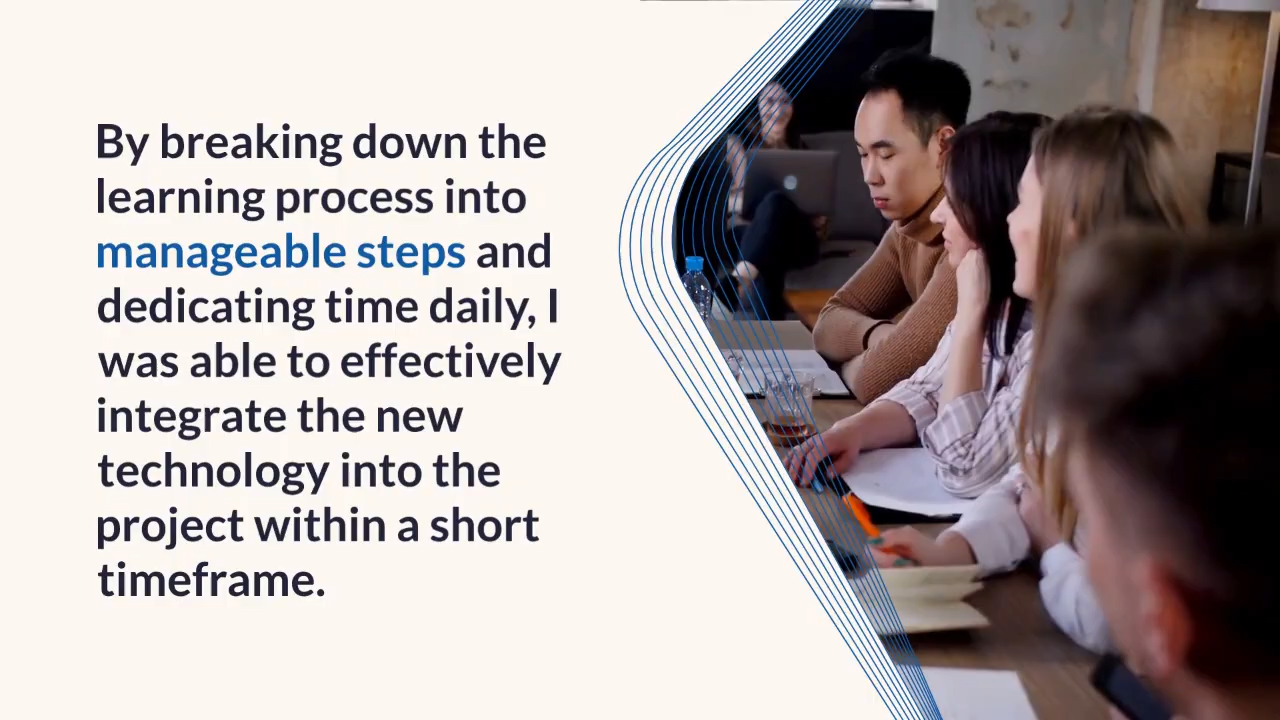 By breaking down the
learning process into
manageable steps and
dedicating time daily, I
was able to effectively
integrate the new
technology into the
project within a short
timeframe.